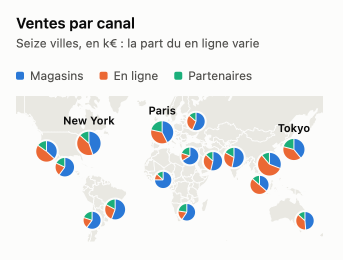 Ventes par canal
Seize villes, en k€ : la part du en ligne varie
Magasins En ligne Partenaires
Paris
New York
Tokyo